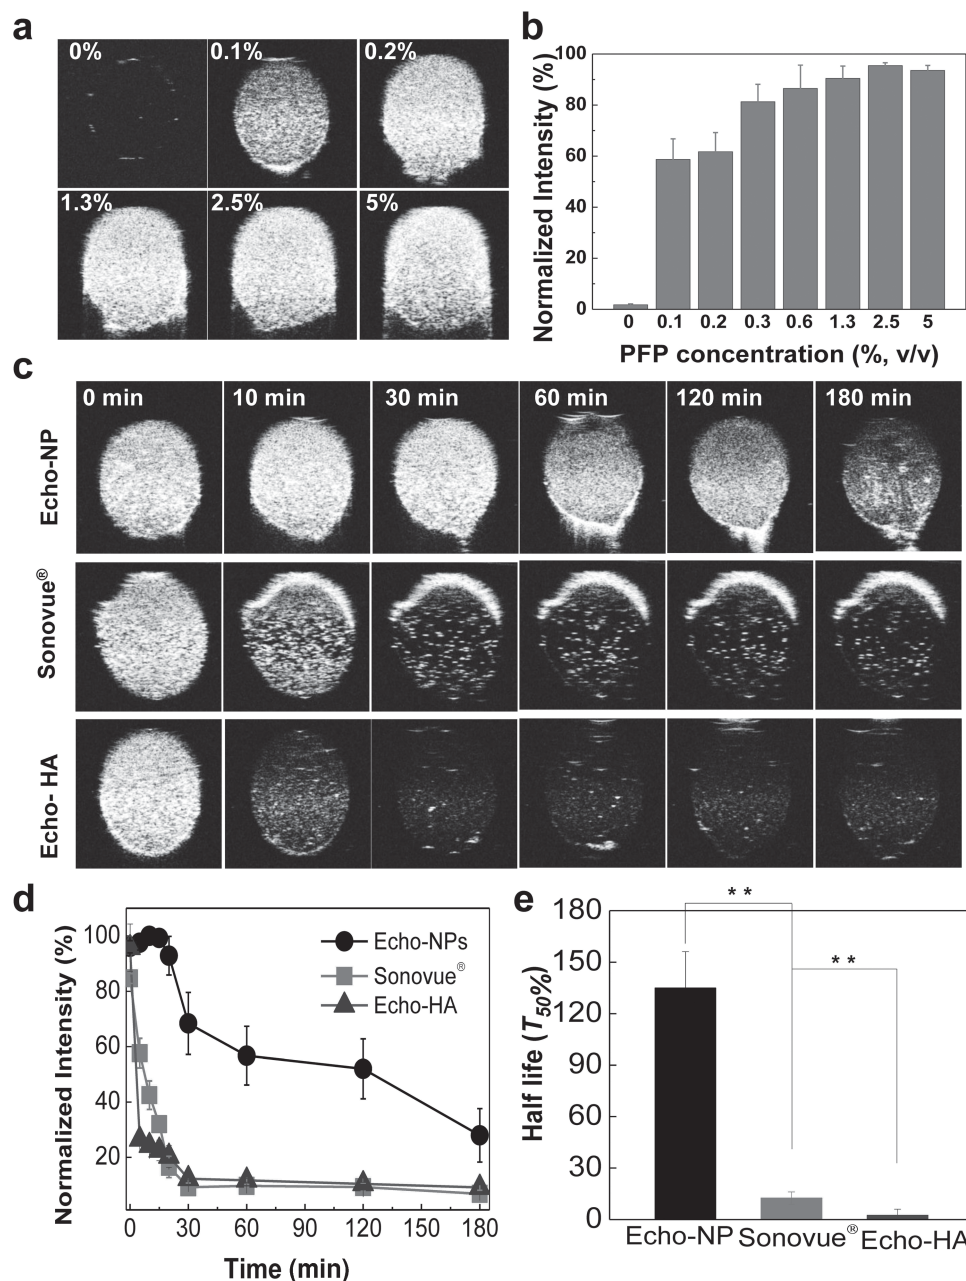 a
0%
0.1%
0.2%
1.3%
2.5%
5%
b
Normalized Intensity (%)
100
80
60
40
20
0
0 0.1 0.2 0.3 0.6 1.3 2.5 5
PFP concentration (%, v/v)
c
0 min 10 min 30 min 60 min 120 min 180 min
Echo-NP
Sonovue®
Echo- HA
d
Normalized Intensity (%)
100
80
60
40
20
Echo-NPs
Sonovue®
Echo-HA
0 30 60 90 120 150 180
Time (min)
e
Half life (T50%)
180
150
120
90
60
30
0
* *
* *
Echo-NP Sonovue® Echo-HA